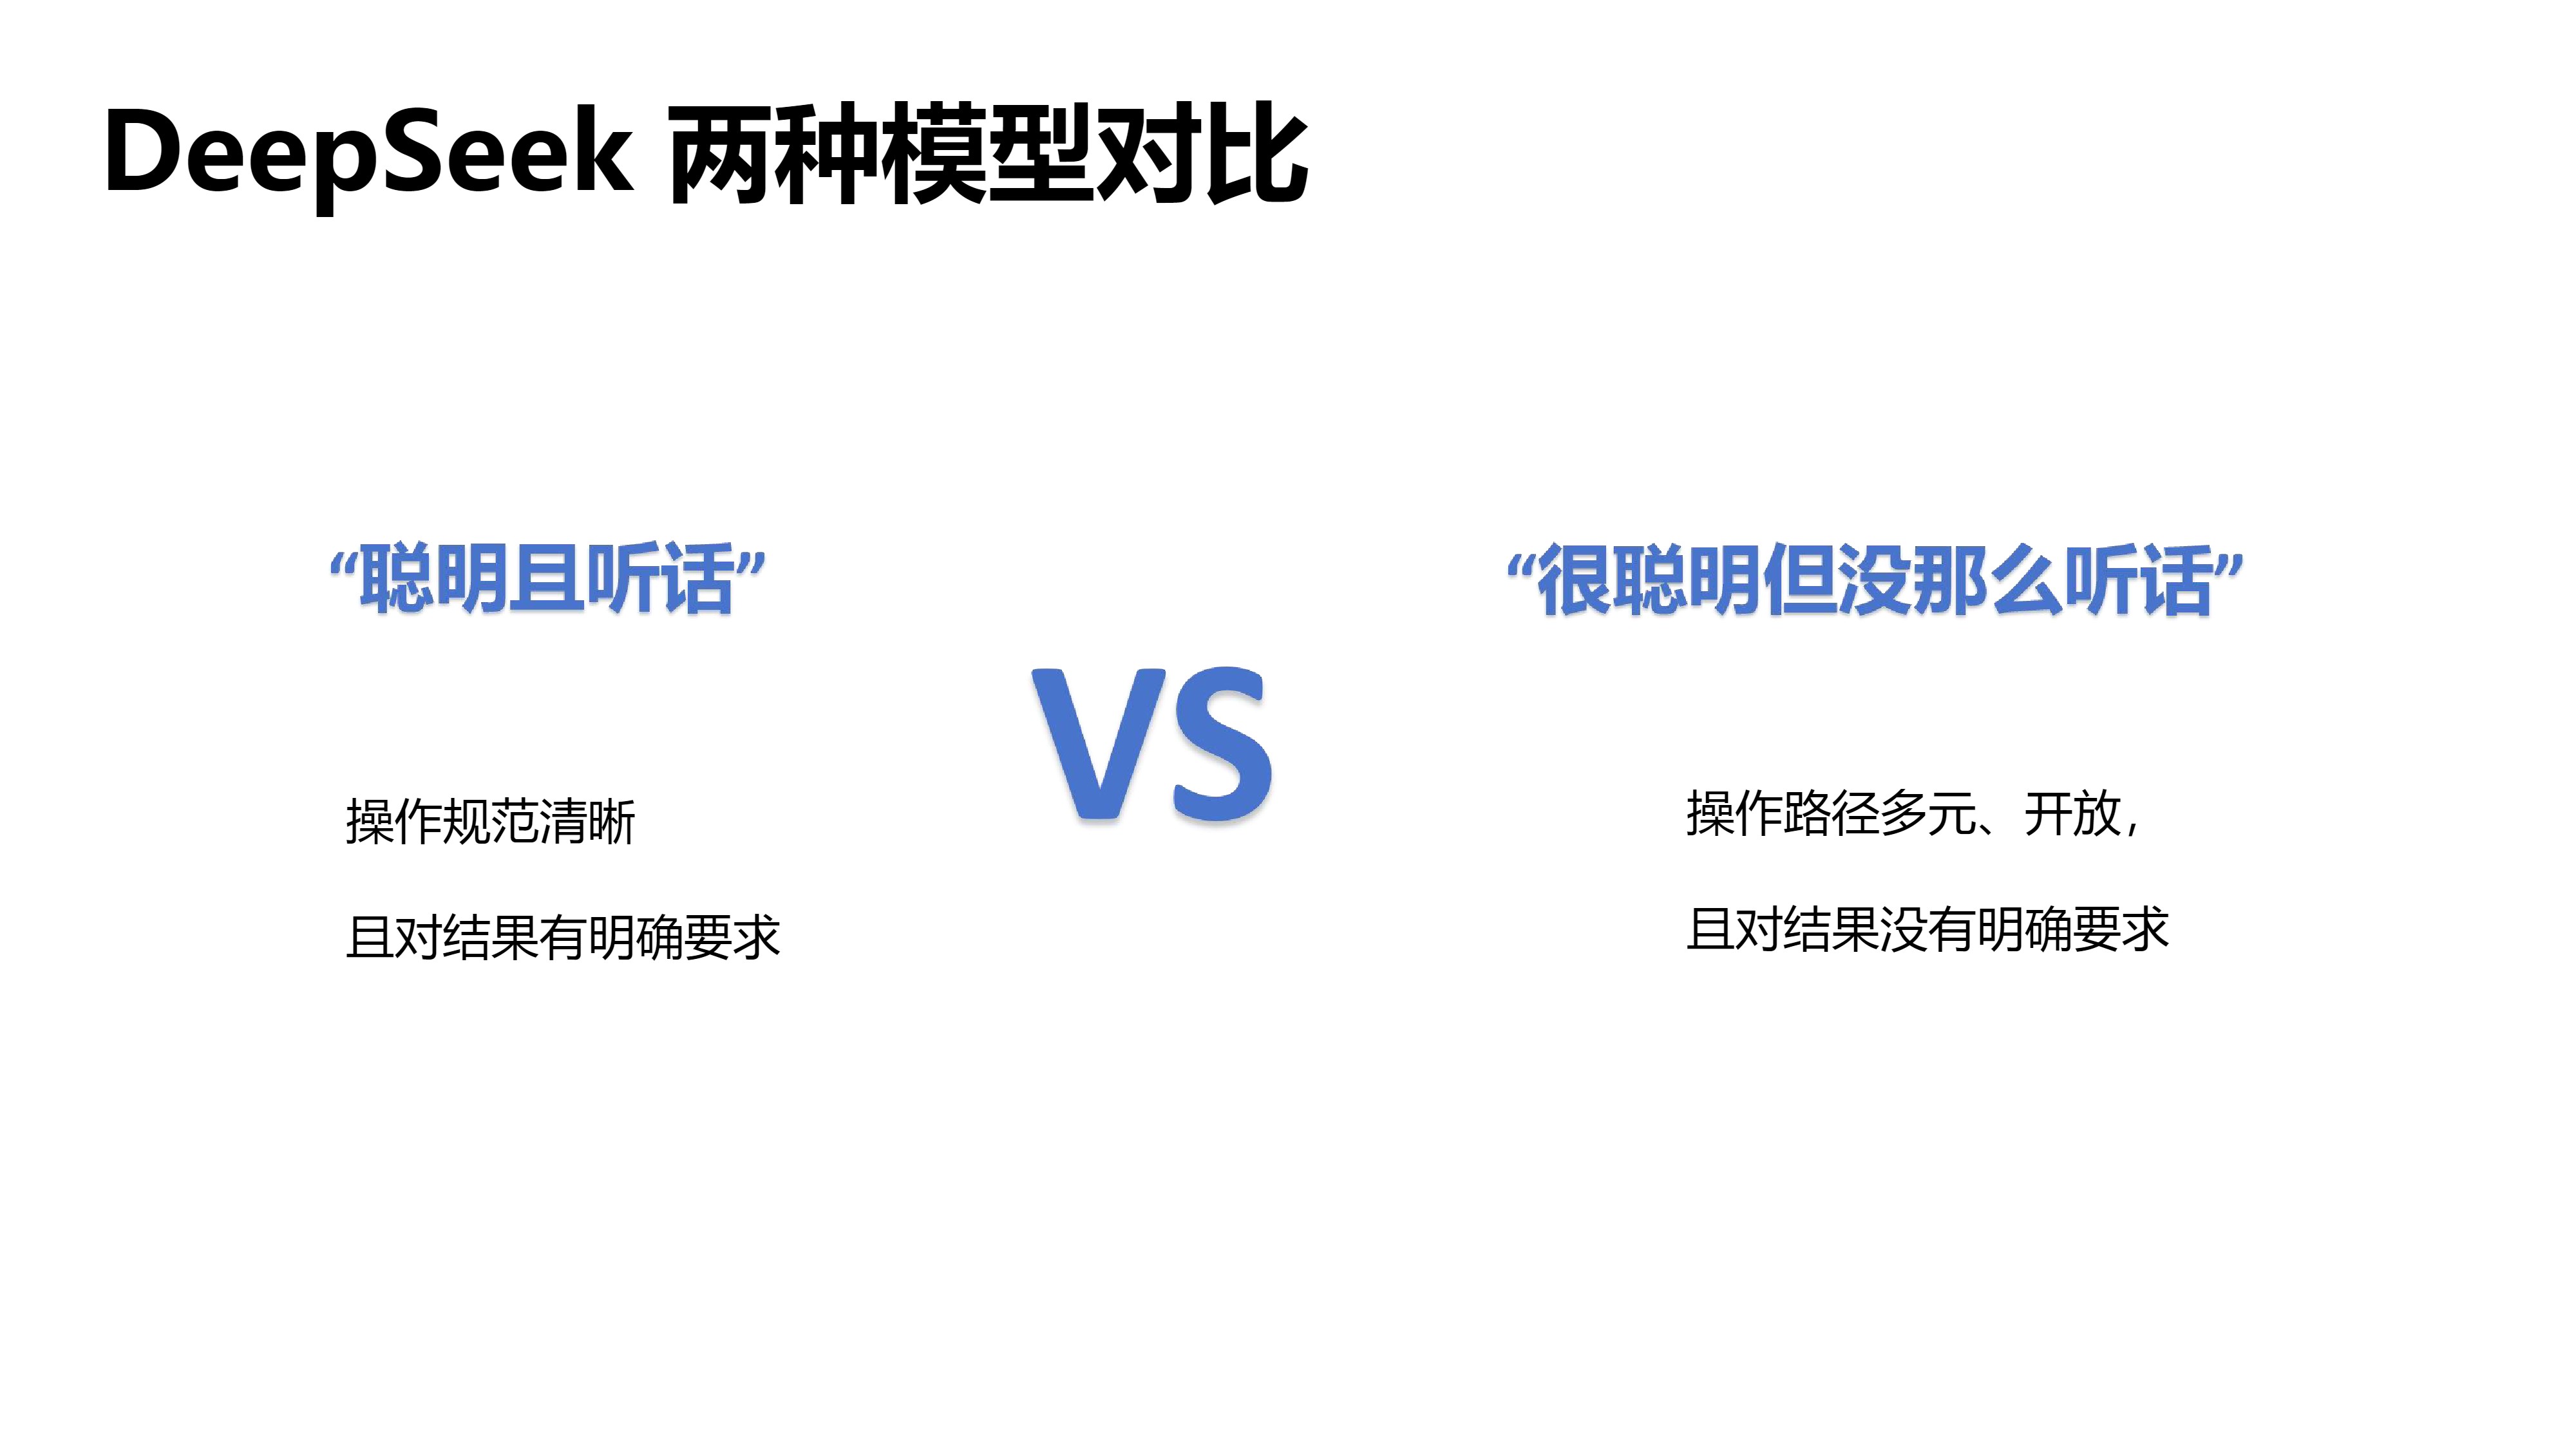 DeepSeek 两种模型对比
“聪明且听话”
操作规范清晰
且对结果有明确要求
VS
“很聪明但没那么听话”
操作路径多元、开放，
且对结果没有明确要求